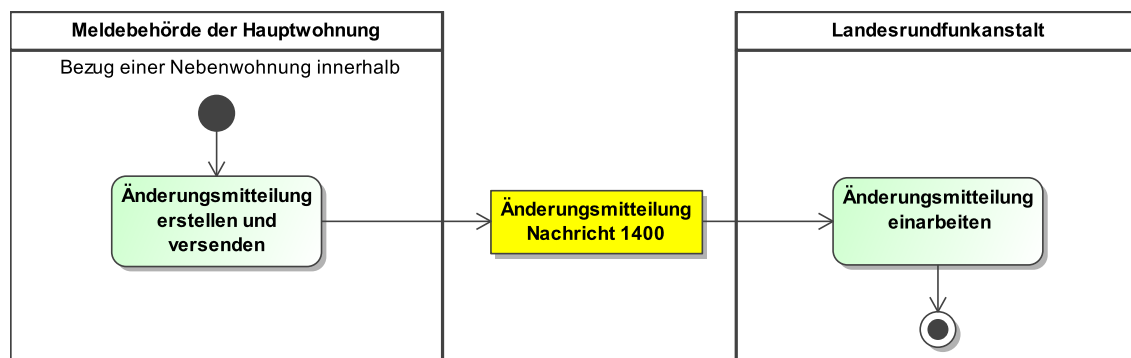 Meldebehörde der Hauptwohnung
Bezug einer Nebenwohnung innerhalb
Änderungsmitteilung
erstellen und
versenden
Änderungsmitteilung
Nachricht 1400
Landesrundfunkanstalt
Änderungsmitteilung
einarbeiten